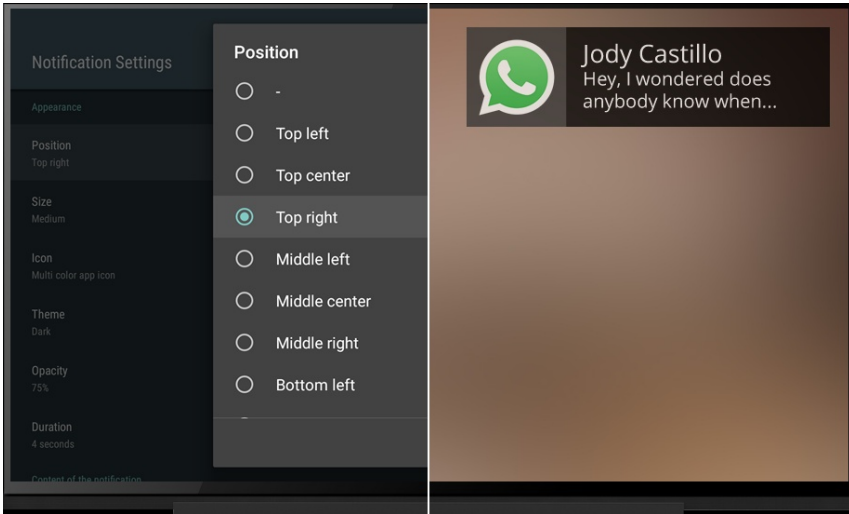 Notification Settings
Appearance
Position
Top right
Size
Medium
Icon
Multi color app icon
Theme
Dark
Opacity
75%
Duration
4 seconds
Content of the notification
Position
-
Top left
Top center
Top right
Middle left
Middle center
Middle right
Bottom left
Jody Castillo
Hey, I wondered does
anybody know when...